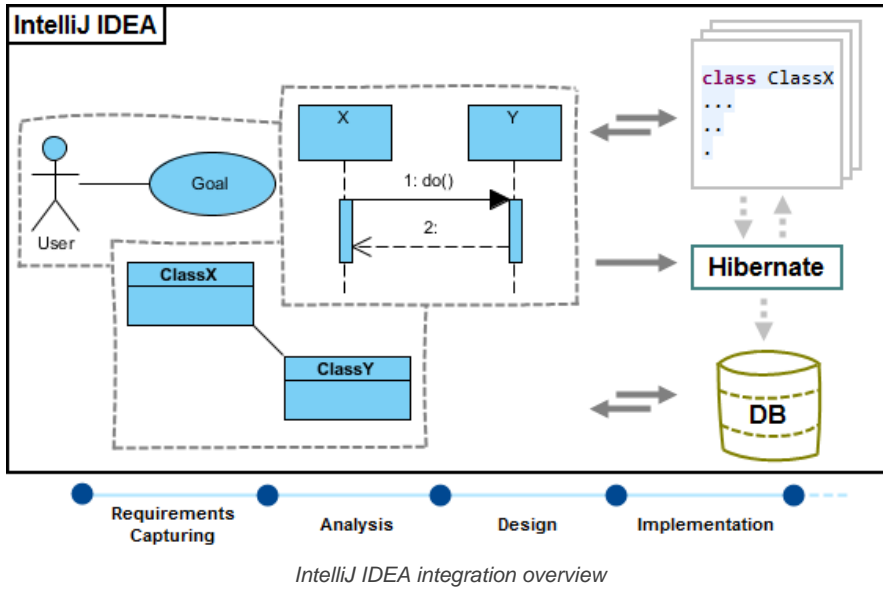 IntelliJ IDEA
User
Goal
X
Y
1: do()
2:
ClassX
ClassY
class ClassX
...
..
.
Hibernate
DB
Requirements
Capturing
Analysis
Design
Implementation
IntelliJ IDEA integration overview